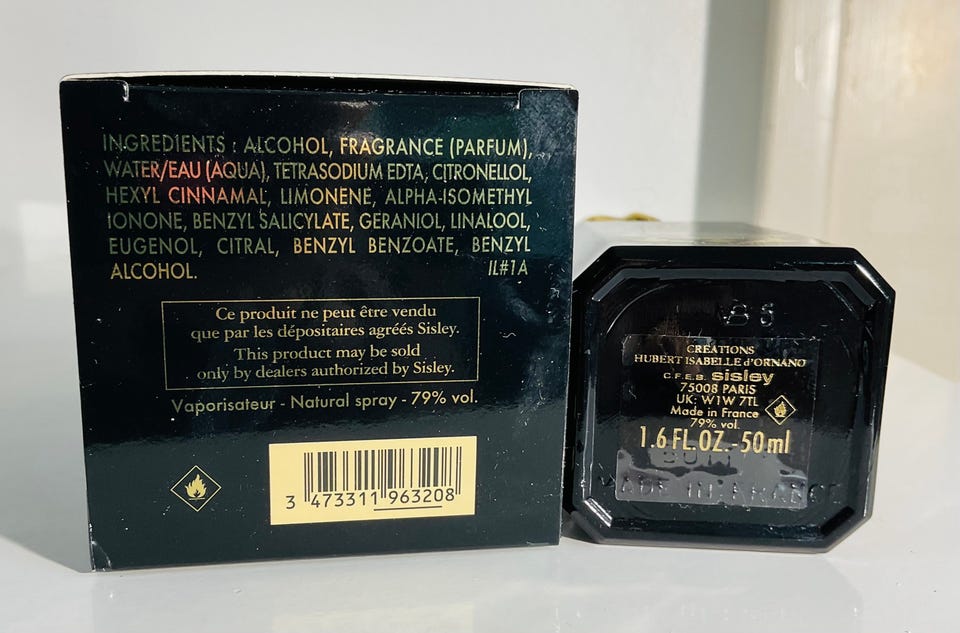 INGREDIENTS : ALCOHOL, FRAGRANCE (PARFUM),
WATER/EAU (AQUA), TETRASODIUM EDTA, CITRONELLOL,
HEXYL CINNAMAL, LIMONENE, ALPHA-ISOMETHYL
IONONE, BENZYL SALICYLATE, GERANIOL, LINALOOL,
EUGENOL, CITRAL, BENZYL BENZOATE, BENZYL
ALCOHOL. IL#1A
Ce produit ne peut être vendu
que par les dépositaires agréés Sisley.
This product may be sold
only by dealers authorized by Sisley.
Vaporisateur - Natural spray - 79% vol.
3 473311 963208
CRÉATIONS
HUBERT ISABELLE d'ORNANO
C.F.E.B. sisley
75008 PARIS
UK: W1W 7TL
Made in France
79% vol.
1.6 FL.OZ.-50ml
MADE IN FRANCE